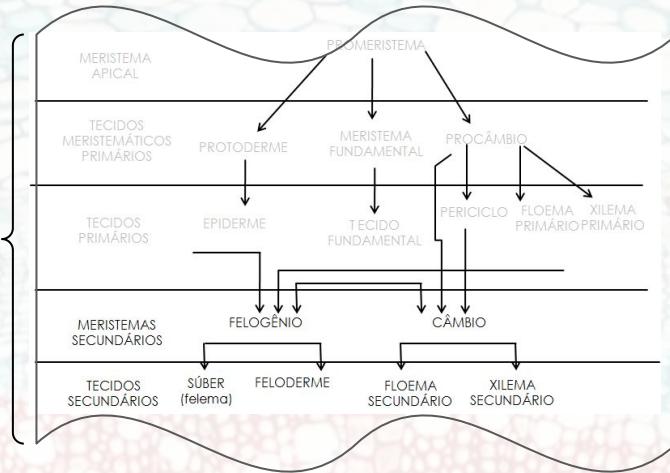 PROMERISTEMA
MERISTEMA
APICAL
TECIDOS
MERISTEMÁTICOS
PRIMÁRIOS
PROTODERME
MERISTEMA
FUNDAMENTAL
PROCÂMBIO
TECIDOS
PRIMÁRIOS
EPIDERME
TECIDO
FUNDAMENTAL
PERICICLO
FLOEMA
PRIMÁRIO
XILEMA
PRIMÁRIO
MERISTEMAS
SECUNDÁRIOS
FELOGÊNIO
CÂMBIO
TECIDOS
SECUNDÁRIOS
SÚBER
(felema)
FELODERME
FLOEMA
SECUNDÁRIO
XILEMA
SECUNDÁRIO